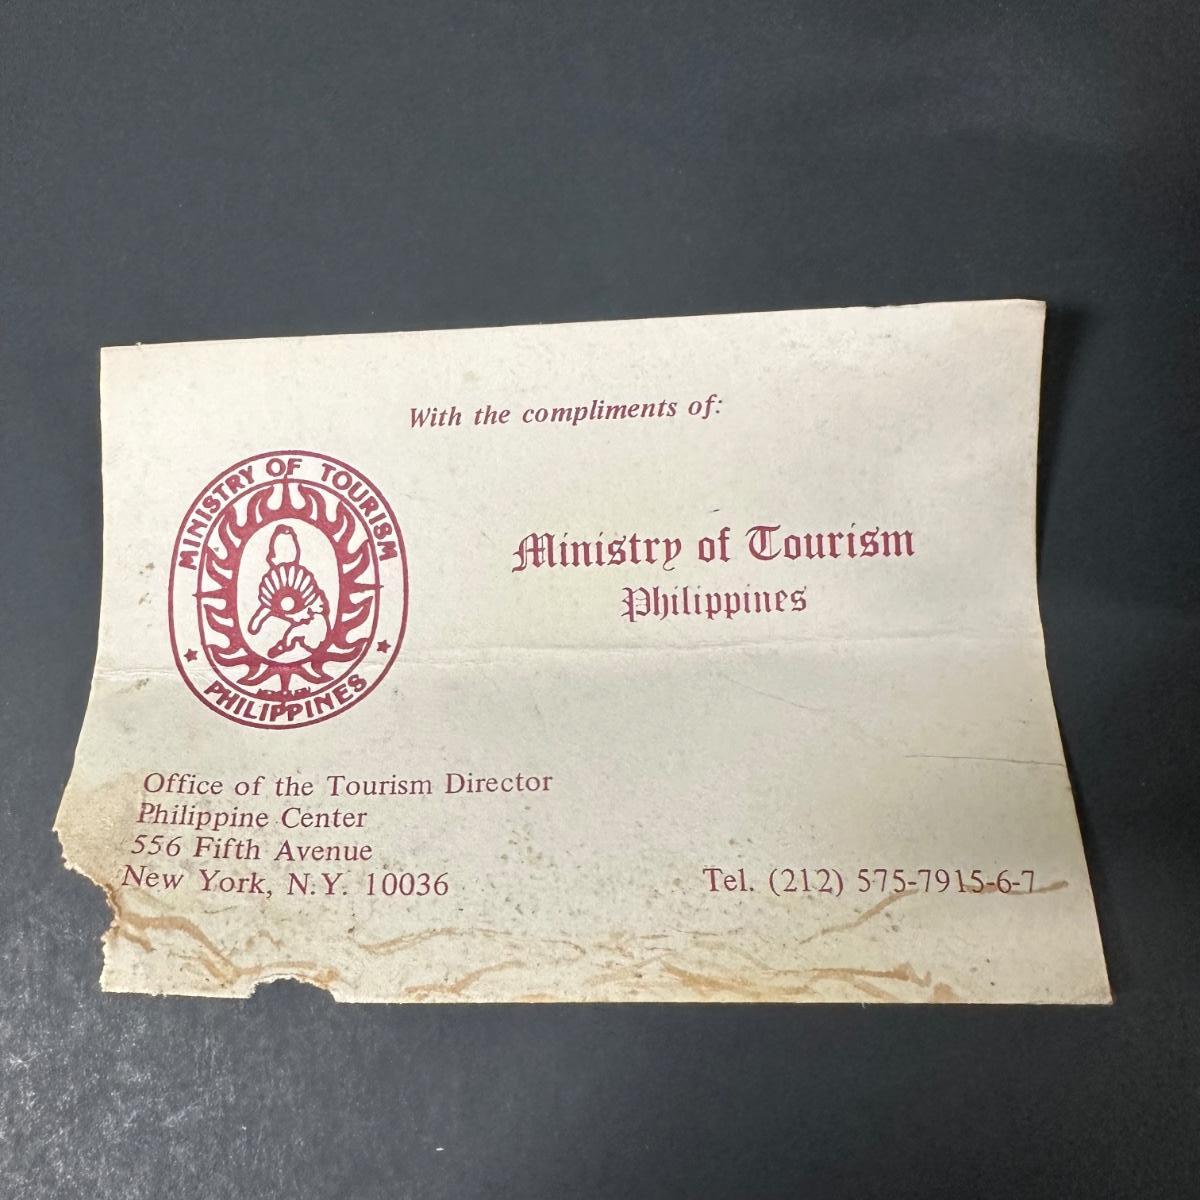 With the compliments of:
MINISTRY OF TOURISM
PHILIPPINES
Ministry of Tourism
Philippines
Office of the Tourism Director
Philippine Center
556 Fifth Avenue
New York, N.Y. 10036
Tel. (212) 575-7915-6-7